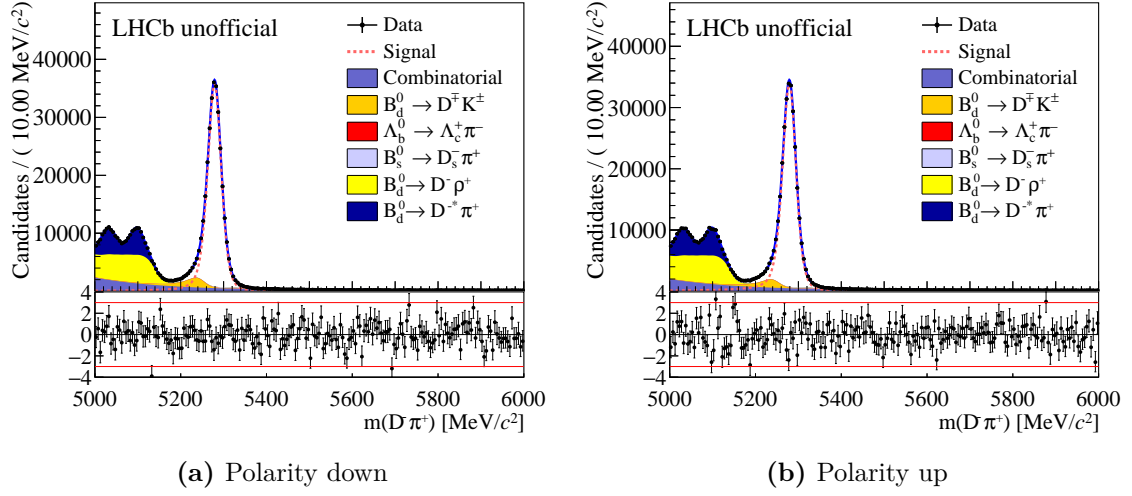 LHCb unofficial
Data
Signal
Combinatorial
B⁰_d → D^∓ K^±
Λ⁰_b → Λ⁺_c π⁻
B⁰_s → D⁻_s π⁺
B⁰_d → D⁻ ρ⁺
B⁰_d → D⁻* π⁺
Candidates / ( 10.00 MeV/c²)
40000
30000
20000
10000
4
2
0
−2
−4
5000 5200 5400 5600 5800 6000
m(D⁻π⁺) [MeV/c²]
(a) Polarity down
LHCb unofficial
Data
Signal
Combinatorial
B⁰_d → D^∓ K^±
Λ⁰_b → Λ⁺_c π⁻
B⁰_s → D⁻_s π⁺
B⁰_d → D⁻ ρ⁺
B⁰_d → D⁻* π⁺
Candidates / ( 10.00 MeV/c²)
40000
30000
20000
10000
4
2
0
−2
−4
5000 5200 5400 5600 5800 6000
m(D⁻π⁺) [MeV/c²]
(b) Polarity up